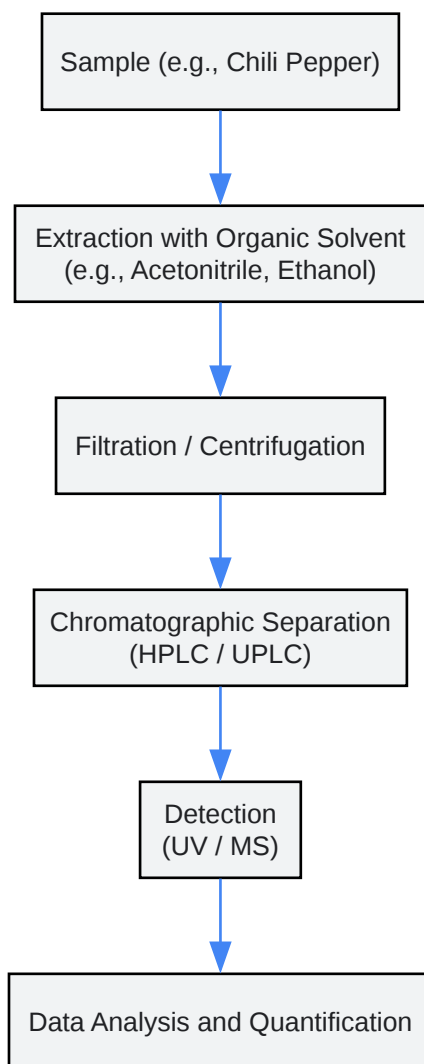 Sample (e.g., Chili Pepper)
Extraction with Organic Solvent
(e.g., Acetonitrile, Ethanol)
Filtration / Centrifugation
Chromatographic Separation
(HPLC / UPLC)
Detection
(UV / MS)
Data Analysis and Quantification